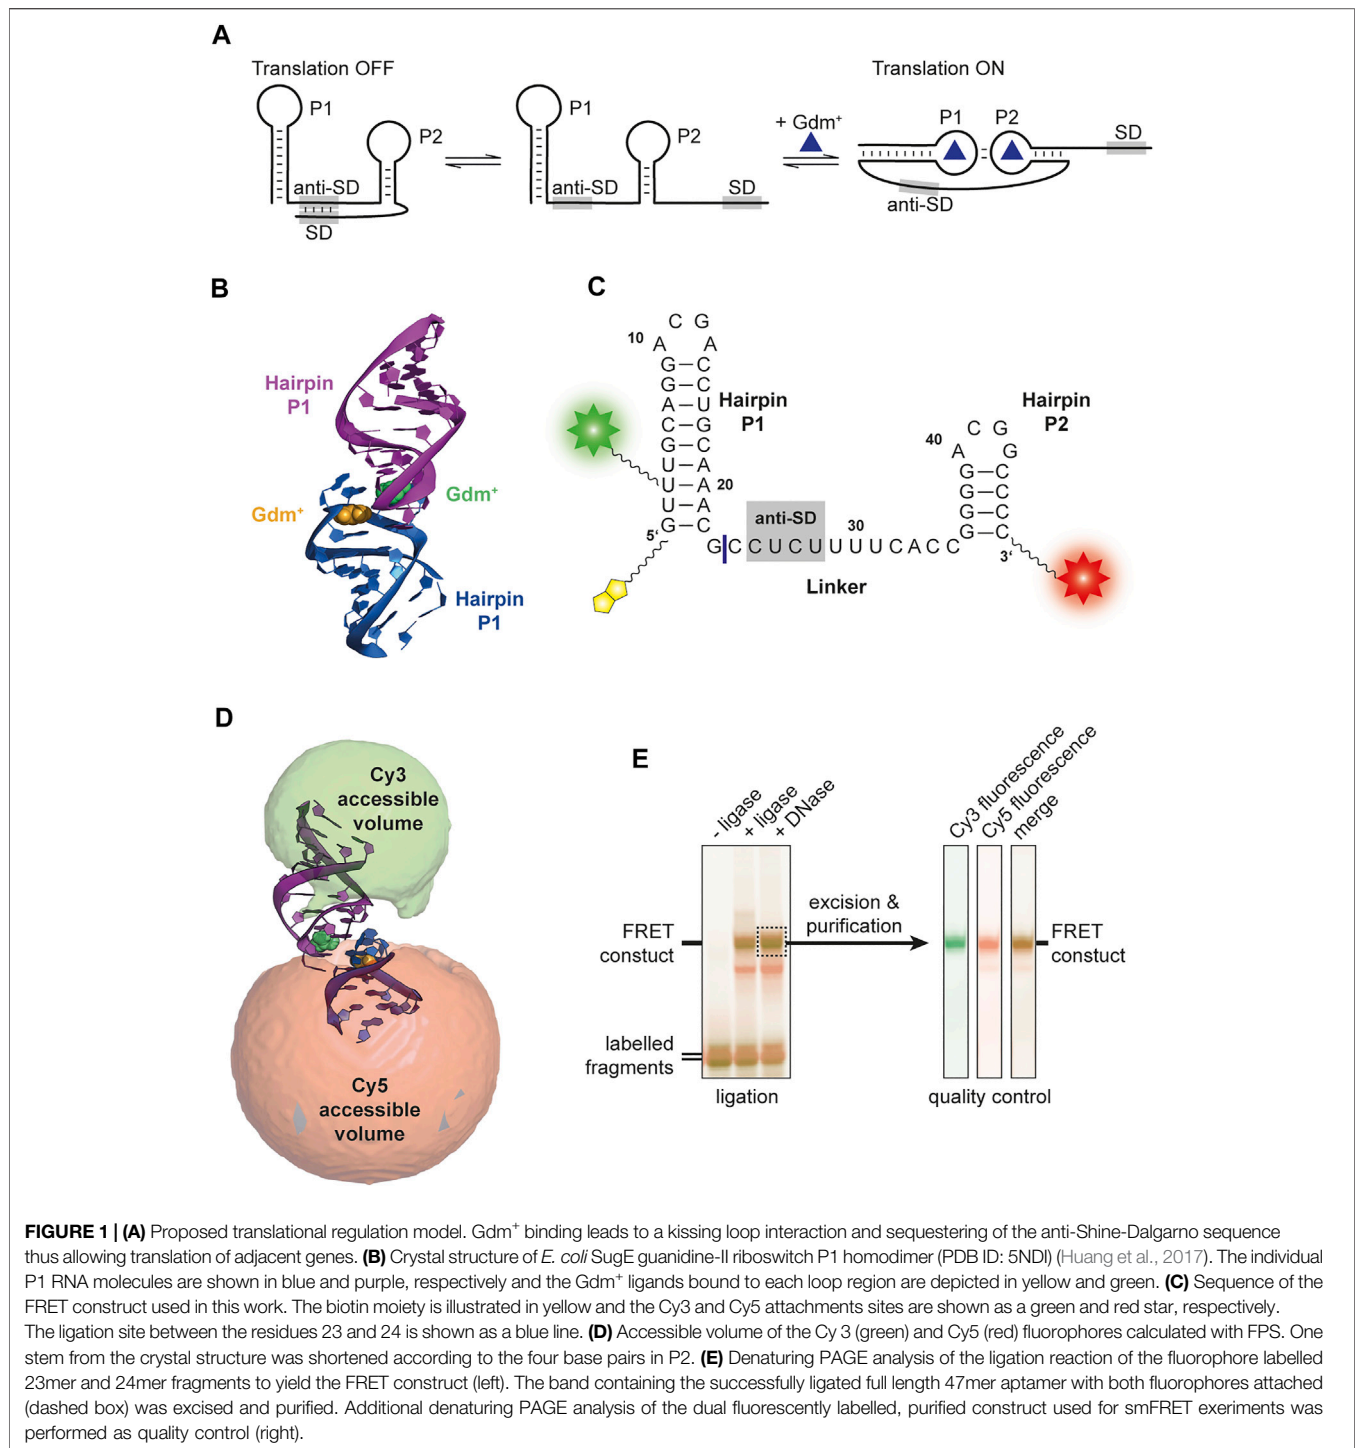 A
Translation OFF
Translation ON
P1
P2
anti-SD
SD
P1
P2
anti-SD
SD
+ Gdm⁺
P1
P2
SD
anti-SD
B
Hairpin
P1
Gdm⁺
Gdm⁺
Hairpin
P1
C
C G
10
A A
G – C
G – C
A – U
C – G
G – C
U – A
U – A
20
U – A
G – C
5‘
Hairpin
P1
anti-SD
G C C U C U U U U C A C C
30
Linker
C G
40
A G
G – C
G – C
G – C
G – C
3‘
Hairpin
P2
D
Cy3
accessible
volume
Cy5
accessible
volume
E
- ligase
+ ligase
+ DNase
FRET
constuct
labelled
fragments
ligation
excision &
purification
Cy3 fluorescence
Cy5 fluorescence
merge
FRET
constuct
quality control
FIGURE 1 | (A) Proposed translational regulation model. Gdm⁺ binding leads to a kissing loop interaction and sequestering of the anti-Shine-Dalgarno sequence
thus allowing translation of adjacent genes. (B) Crystal structure of E. coli SugE guanidine-II riboswitch P1 homodimer (PDB ID: 5NDI) (Huang et al., 2017). The individual
P1 RNA molecules are shown in blue and purple, respectively and the Gdm⁺ ligands bound to each loop region are depicted in yellow and green. (C) Sequence of the
FRET construct used in this work. The biotin moiety is illustrated in yellow and the Cy3 and Cy5 attachments sites are shown as a green and red star, respectively.
The ligation site between the residues 23 and 24 is shown as a blue line. (D) Accessible volume of the Cy 3 (green) and Cy5 (red) fluorophores calculated with FPS. One
stem from the crystal structure was shortened according to the four base pairs in P2. (E) Denaturing PAGE analysis of the ligation reaction of the fluorophore labelled
23mer and 24mer fragments to yield the FRET construct (left). The band containing the successfully ligated full length 47mer aptamer with both fluorophores attached
(dashed box) was excised and purified. Additional denaturing PAGE analysis of the dual fluorescently labelled, purified construct used for smFRET exeriments was
performed as quality control (right).